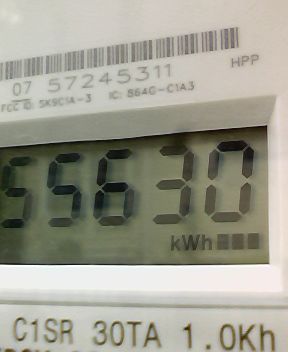 HPP
07 57245311
FCC ID: SK9C1A-3 IC: 864G-C1A3
55630
kWh
C1SR 30TA 1.0Kh